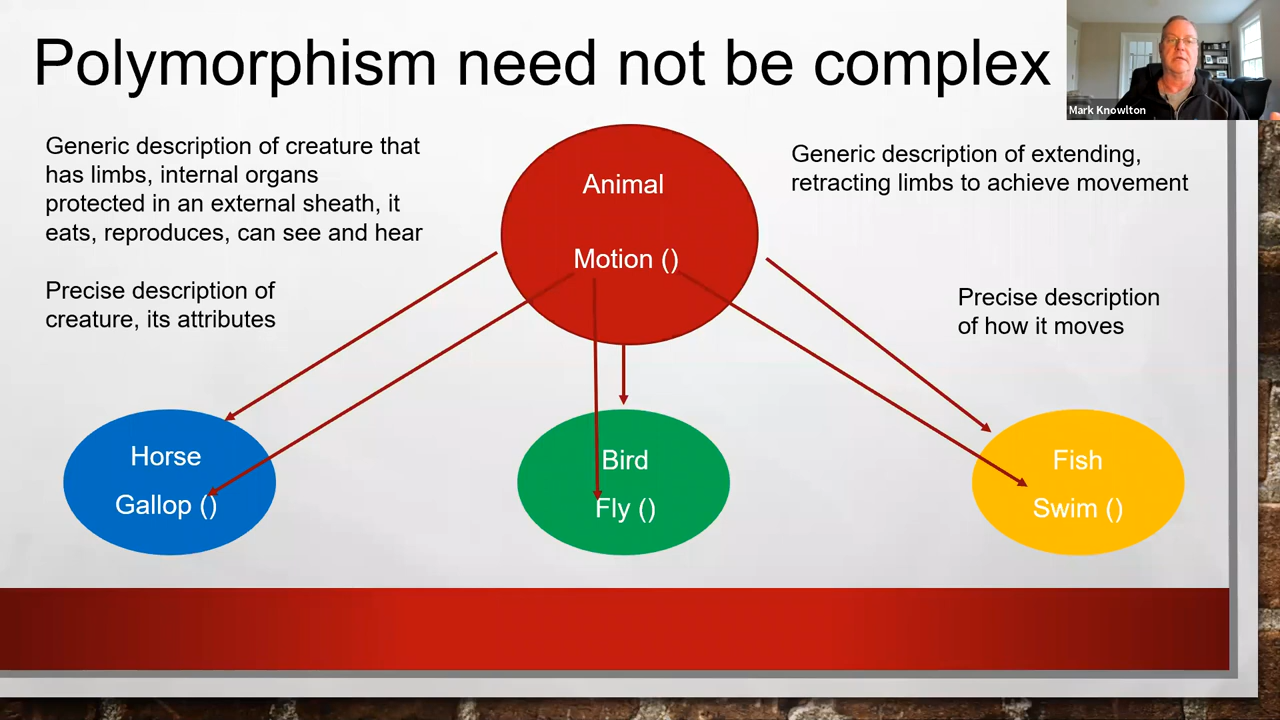 Polymorphism need not be complex
Mark Knowlton
Generic description of creature that
has limbs, internal organs
protected in an external sheath, it
eats, reproduces, can see and hear
Precise description of
creature, its attributes
Animal
Motion ()
Generic description of extending,
retracting limbs to achieve movement
Precise description
of how it moves
Horse
Gallop ()
Bird
Fly ()
Fish
Swim ()